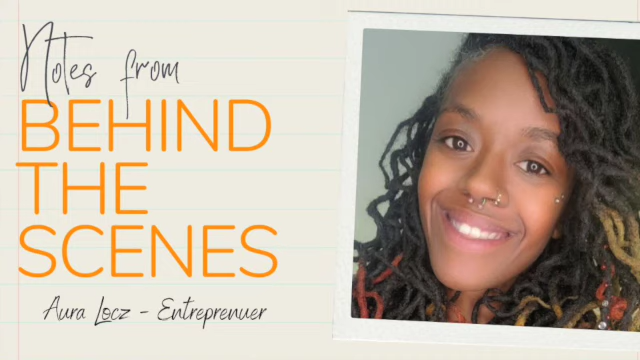 Notes from
BEHIND
THE
SCENES
Aura Locz - Entreprenuer